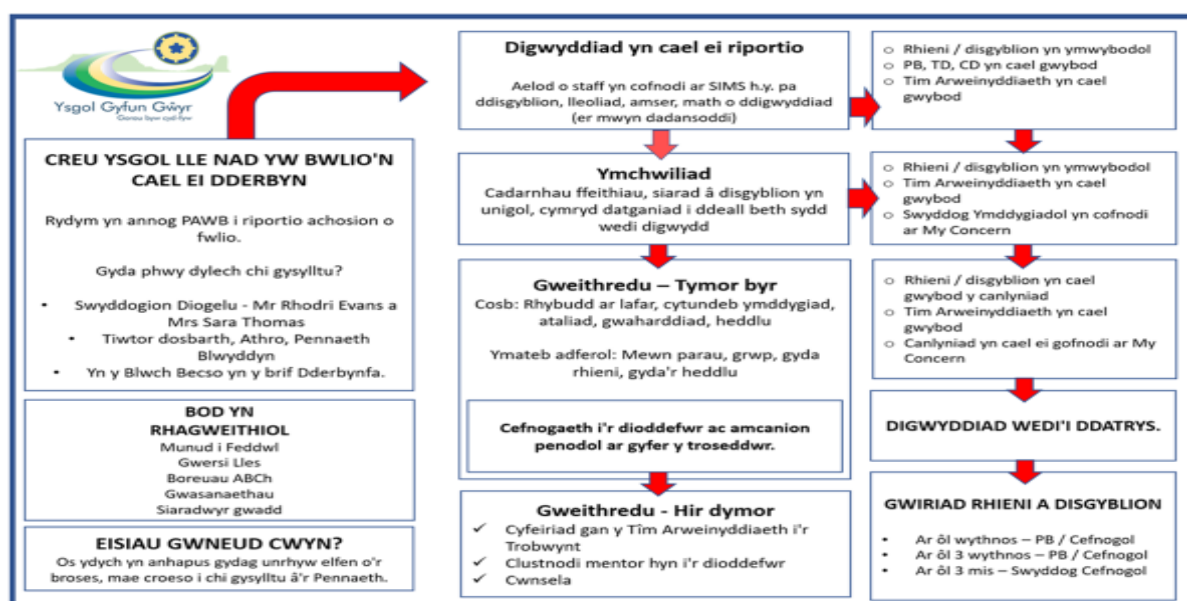 Ysgol Gyfun Gŵyr
Gorau byw cyd-fyw
CREU YSGOL LLE NAD YW BWLIO'N
CAEL EI DDERBYN
Rydym yn annog PAWB i riportio achosion o
fwlio.
Gyda phwy dylech chi gysylltu?
• Swyddogion Diogelu - Mr Rhodri Evans a
Mrs Sara Thomas
• Tiwtor dosbarth, Athro, Pennaeth
Blwyddyn
• Yn y Blwch Becso yn y brif Dderbynfa.
BOD YN
RHAGWEITHIOL
Munud i Feddwl
Gwersi Lles
Boreuau ABCh
Gwasanaethau
Siaradwyr gwadd
EISIAU GWNEUD CWYN?
Os ydych yn anhapus gydag unrhyw elfen o'r
broses, mae croeso i chi gysylltu â'r Pennaeth.
Digwyddiad yn cael ei riportio
Aelod o staff yn cofnodi ar SIMS h.y. pa
ddisgyblion, lleoliad, amser, math o ddigwyddiad
(er mwyn dadansoddi)
Ymchwiliad
Cadarnhau ffeithiau, siarad â disgyblion yn
unigol, cymryd datganiad i ddeall beth sydd
wedi digwydd
Gweithredu – Tymor byr
Cosb: Rhybudd ar lafar, cytundeb ymddygiad,
ataliad, gwaharddiad, heddlu
Ymateb adferol: Mewn parau, grwp, gyda
rhieni, gyda'r heddlu
Cefnogaeth i'r dioddefwr ac amcanion
penodol ar gyfer y troseddwr.
Gweithredu - Hir dymor
✓ Cyfeiriad gan y Tîm Arweinyddiaeth i'r
Trobwynt
✓ Clustnodi mentor hyn i'r dioddefwr
✓ Cwnsela
o Rhieni / disgyblion yn ymwybodol
o PB, TD, CD yn cael gwybod
o Tim Arweinyddiaeth yn cael
gwybod
o Rhieni / disgyblion yn ymwybodol
o Tim Arweinyddiaeth yn cael
gwybod
o Swyddog Ymddygiadol yn cofnodi
ar My Concern
o Rhieni / disgyblion yn cael
gwybod y canlyniad
o Tim Arweinyddiaeth yn cael
gwybod
o Canlyniad yn cael ei gofnodi ar My
Concern
DIGWYDDIAD WEDI'I DDATRYS.
GWIRIAD RHIENI A DISGYBLION
• Ar ôl wythnos – PB / Cefnogol
• Ar ôl 3 wythnos – PB / Cefnogol
• Ar ôl 3 mis – Swyddog Cefnogol